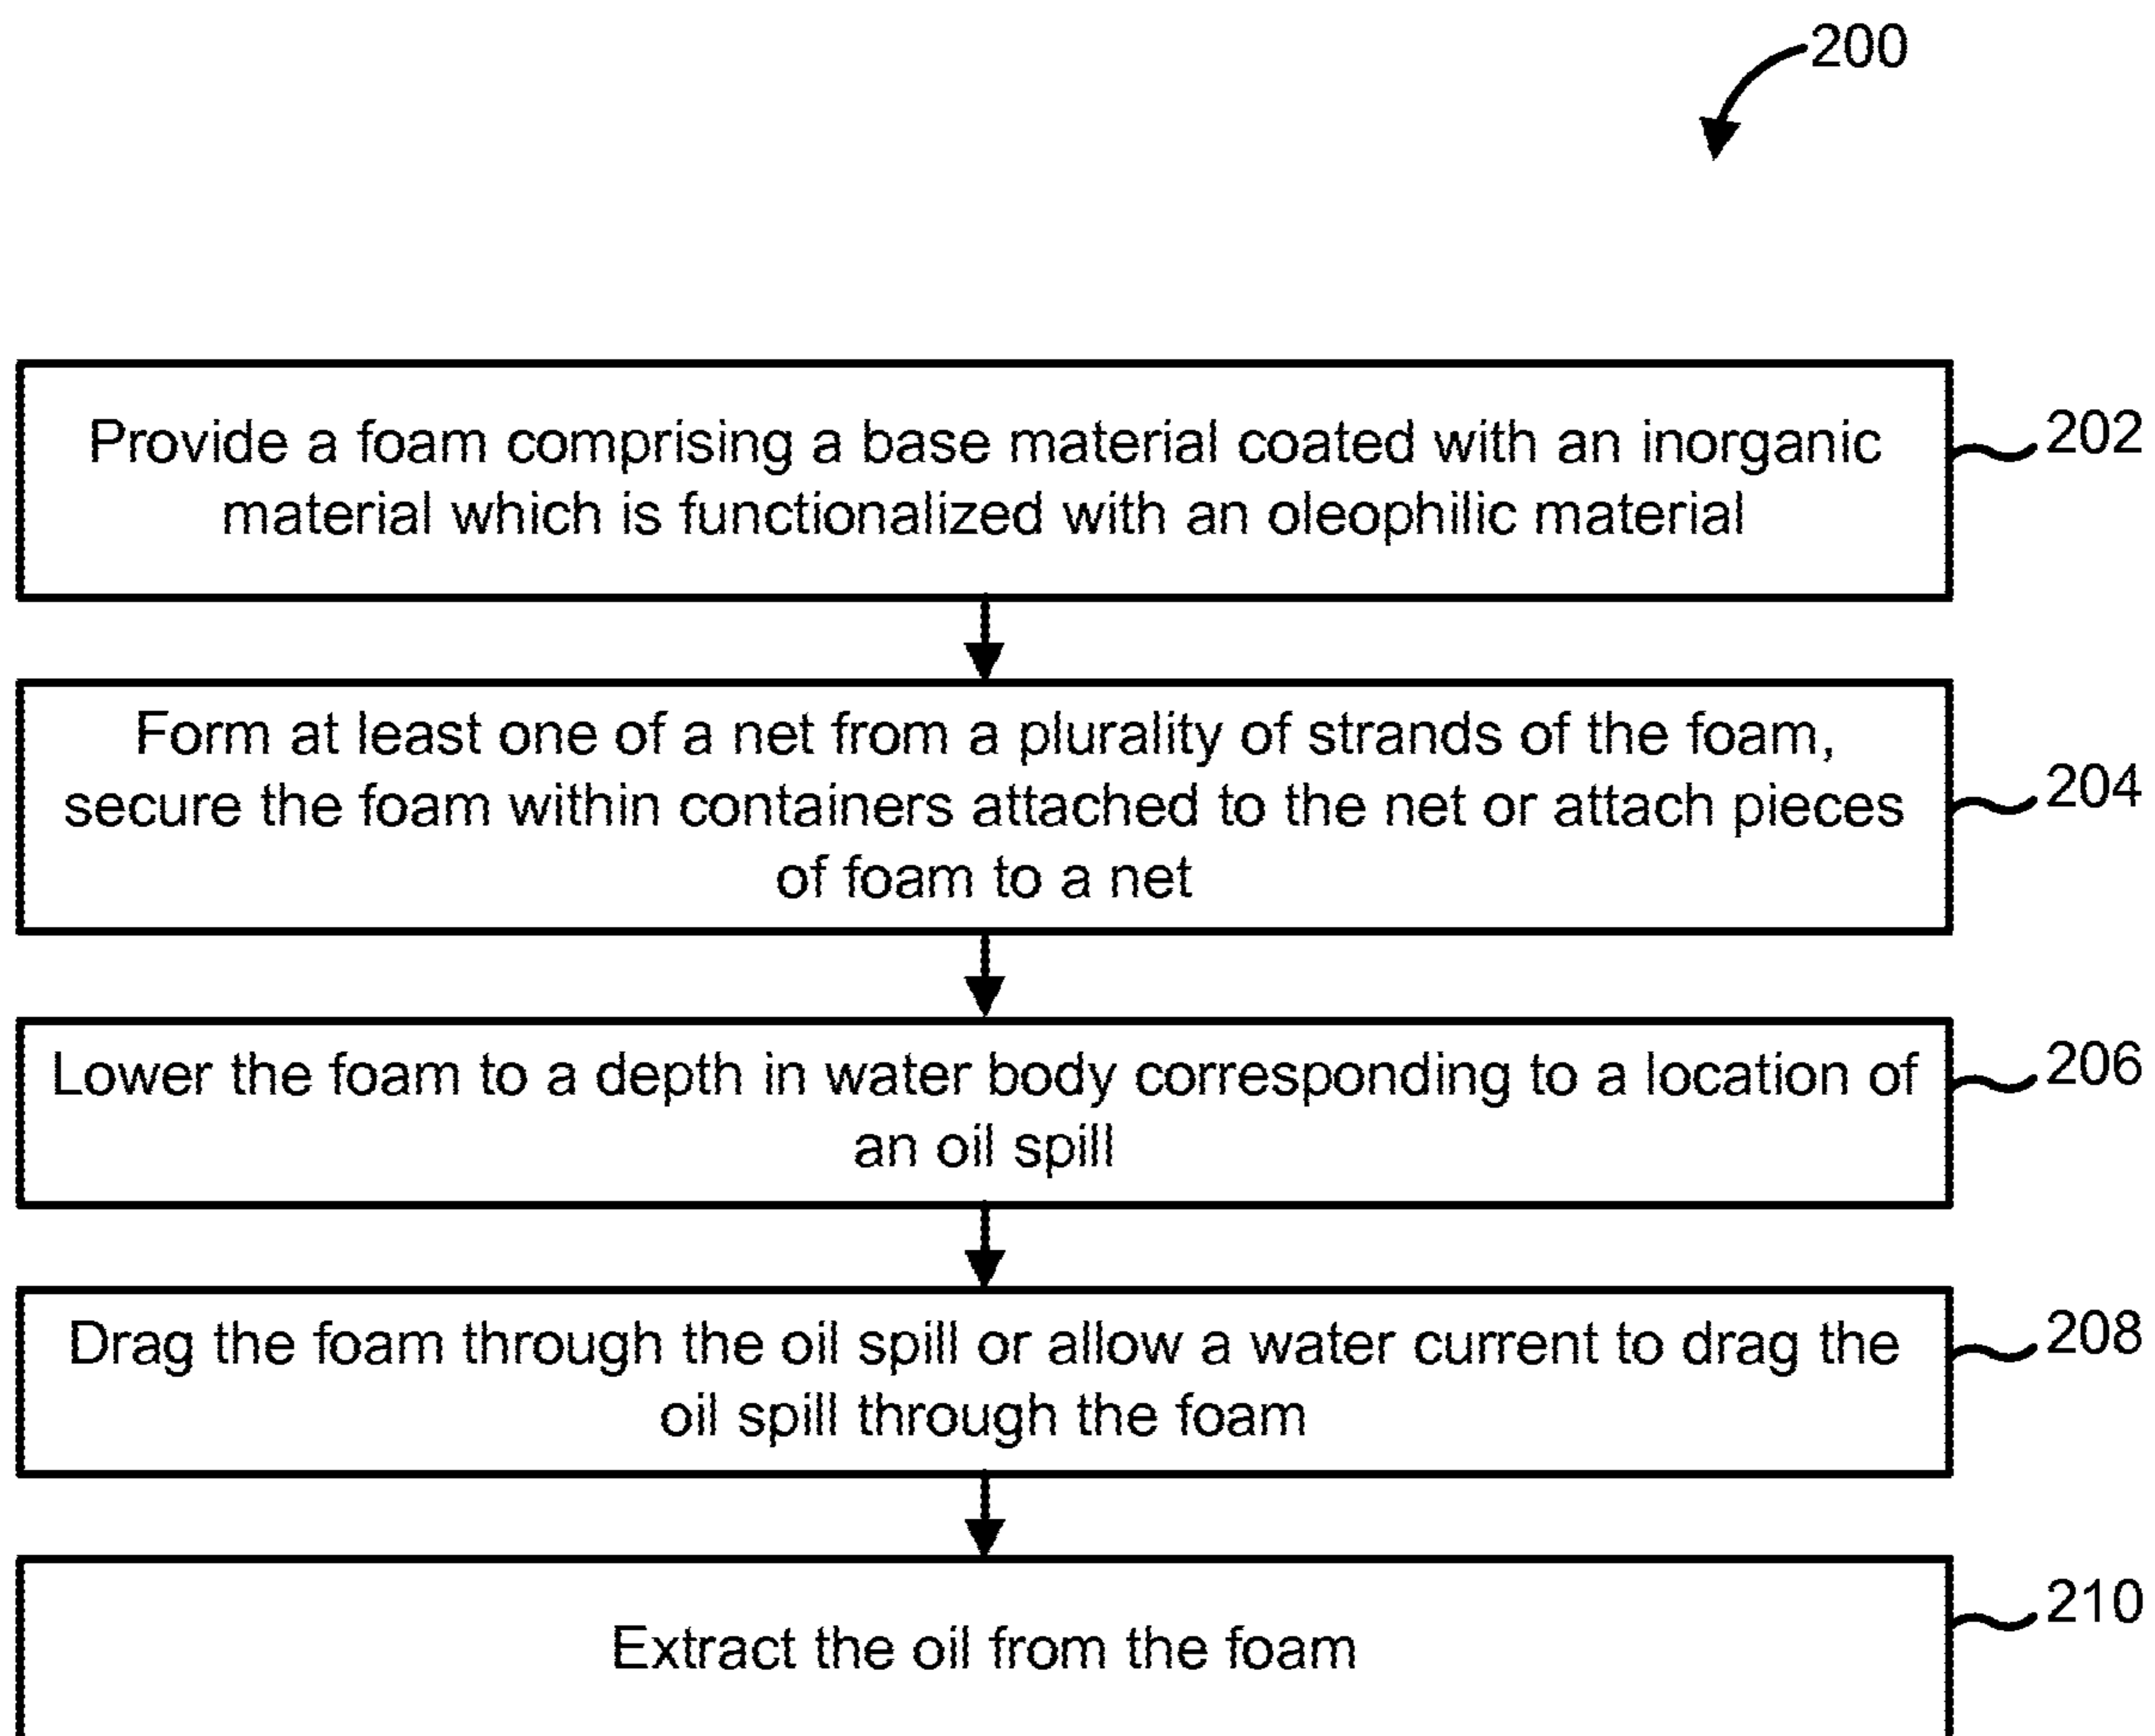 200
Provide a foam comprising a base material coated with an inorganic
material which is functionalized with an oleophilic material
202
Form at least one of a net from a plurality of strands of the foam,
secure the foam within containers attached to the net or attach pieces
of foam to a net
204
Lower the foam to a depth in water body corresponding to a location of
an oil spill
206
Drag the foam through the oil spill or allow a water current to drag the
oil spill through the foam
208
Extract the oil from the foam
210